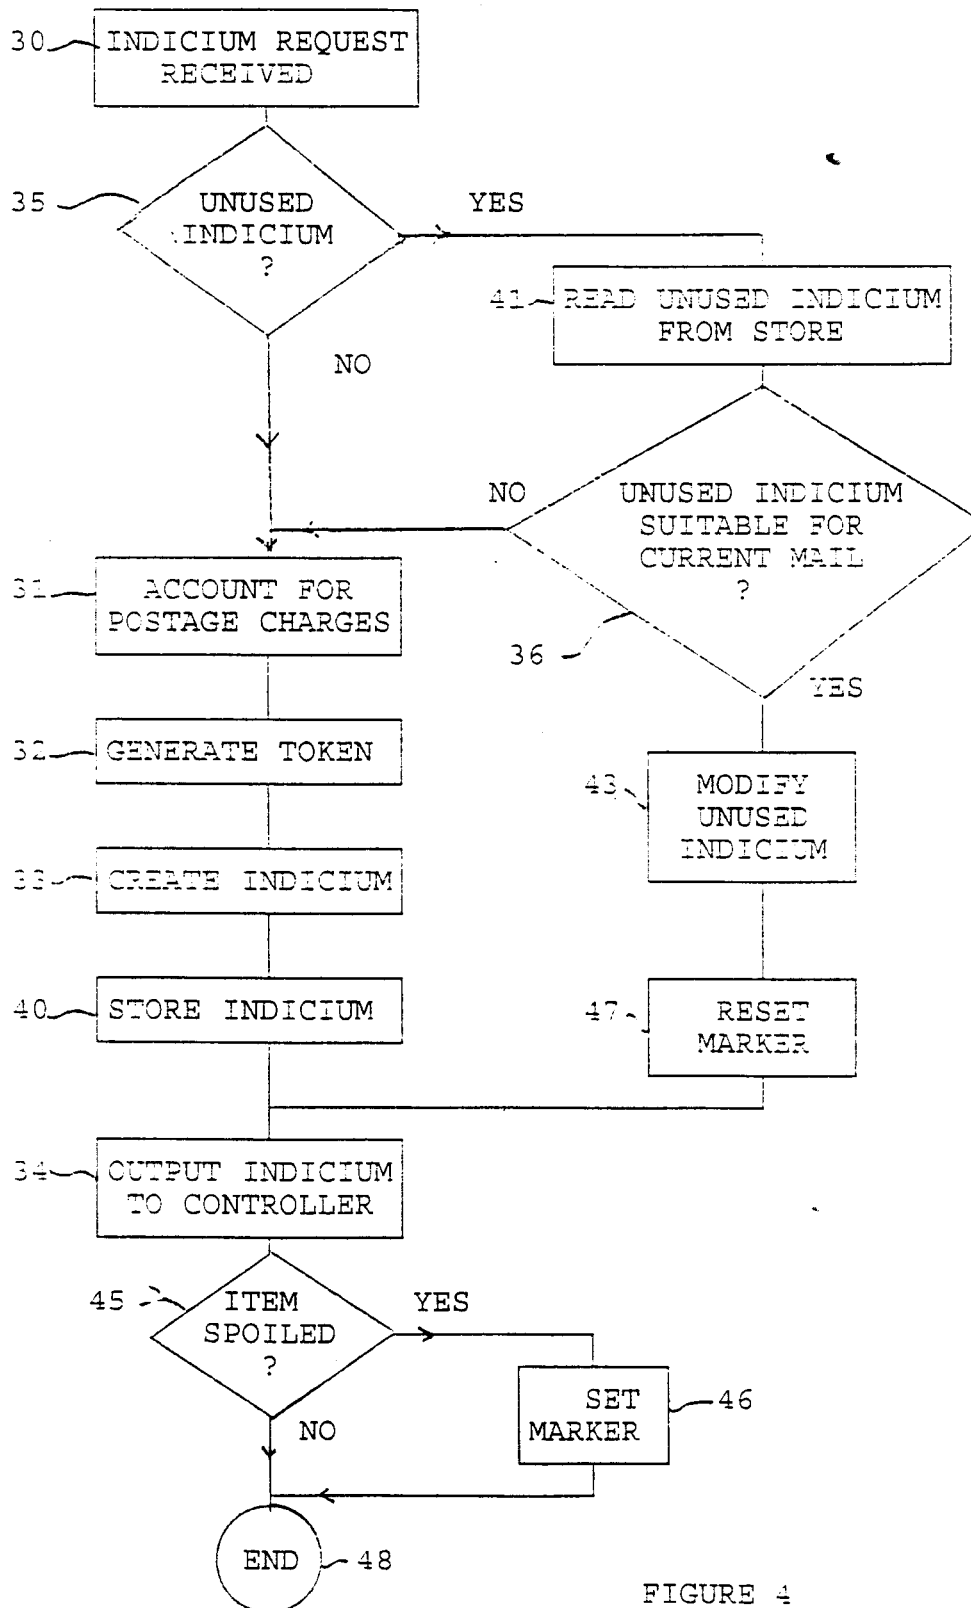 30 INDICIUM REQUEST
RECEIVED
35 UNUSED
INDICIUM
?
YES
NO
41 READ UNUSED INDICIUM
FROM STORE
NO
UNUSED INDICIUM
SUITABLE FOR
CURRENT MAIL
?
36
YES
31 ACCOUNT FOR
POSTAGE CHARGES
32 GENERATE TOKEN
43 MODIFY
UNUSED
INDICIUM
33 CREATE INDICIUM
40 STORE INDICIUM
47 RESET
MARKER
34 OUTPUT INDICIUM
TO CONTROLLER
45 ITEM
SPOILED
?
YES
NO
SET
MARKER
46
END
48
FIGURE 4